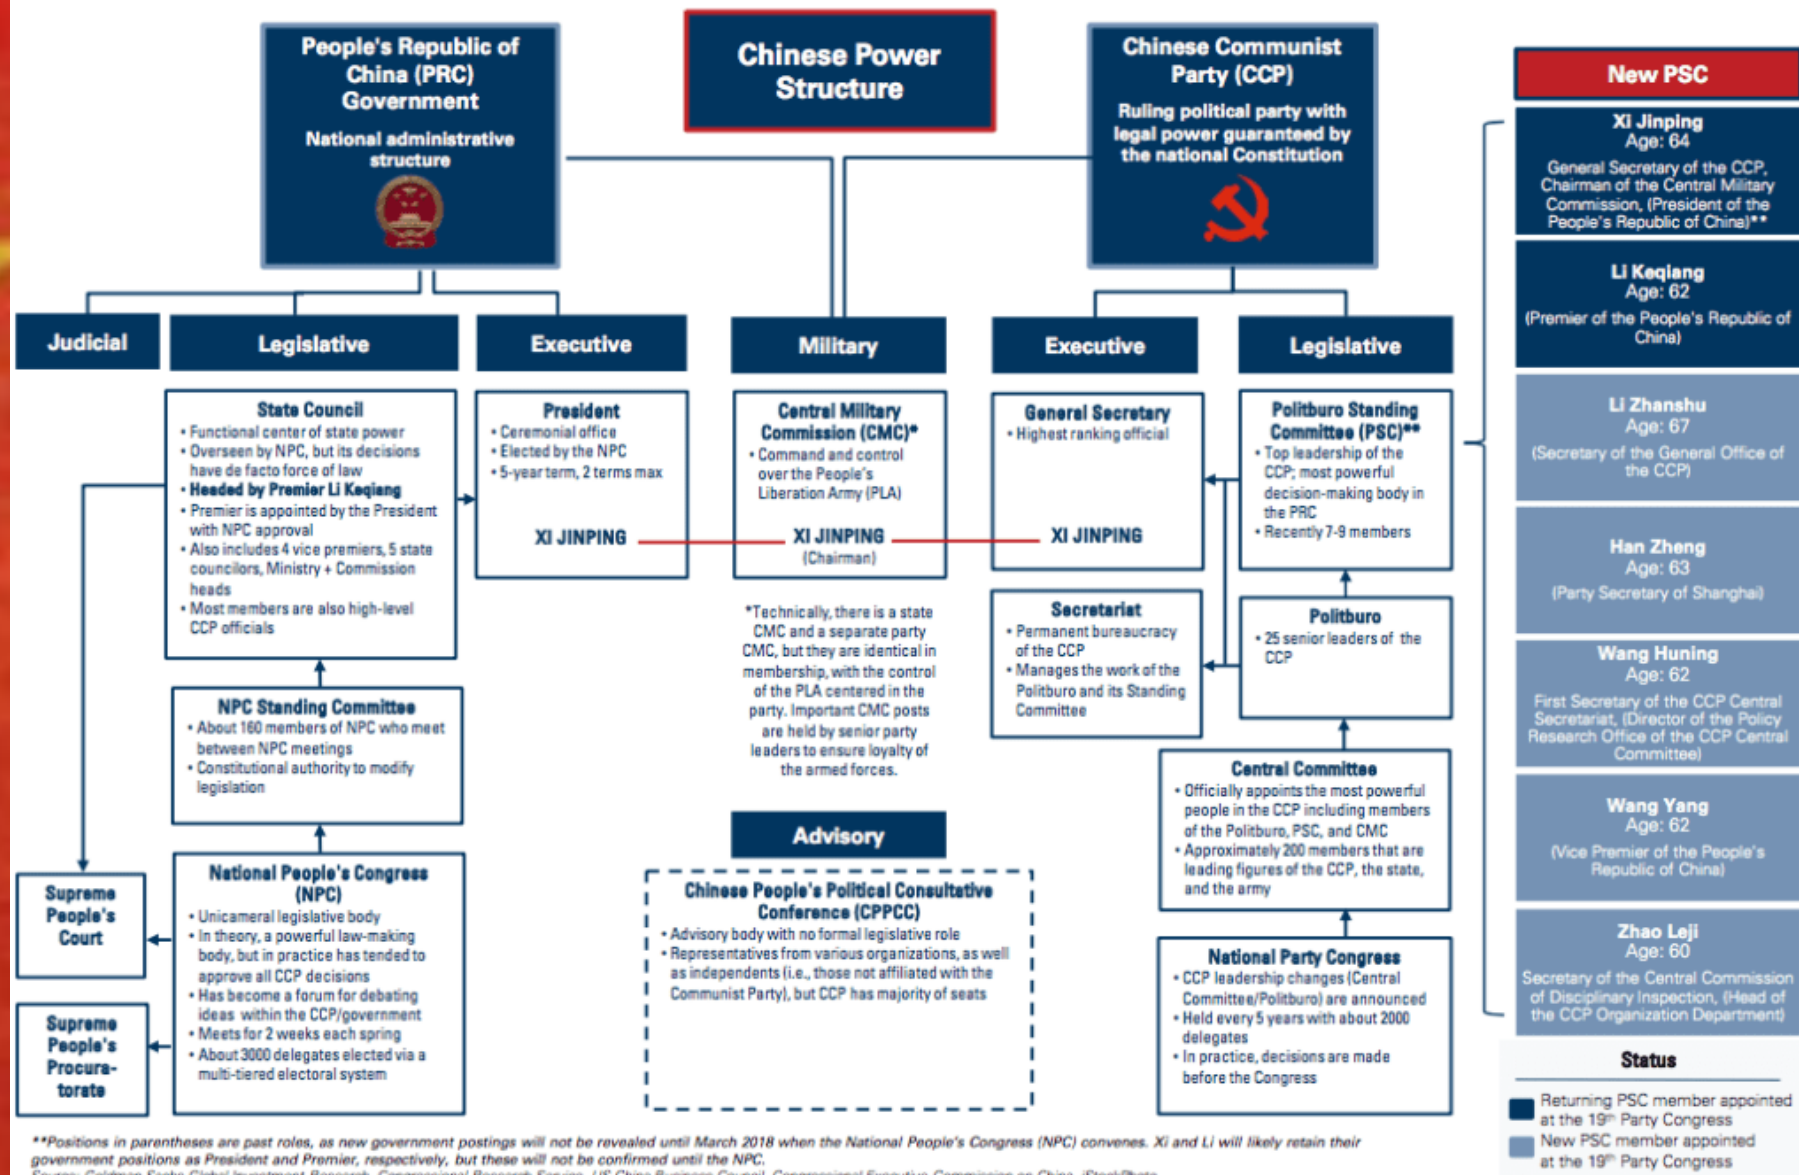 Chinese Power
Structure
People's Republic of
China (PRC)
Government
National administrative
structure
Chinese Communist
Party (CCP)
Ruling political party with
legal power guaranteed by
the national Constitution
Judicial
Legislative
Executive
Military
Executive
Legislative
State Council
• Functional center of state power
• Overseen by NPC, but its decisions
have de facto force of law
• Headed by Premier Li Keqiang
• Premier is appointed by the President
with NPC approval
• Also includes 4 vice premiers, 5 state
councilors, Ministry + Commission
heads
• Most members are also high-level
CCP officials
NPC Standing Committee
• About 160 members of NPC who meet
between NPC meetings
• Constitutional authority to modify
legislation
National People's Congress
(NPC)
• Unicameral legislative body
• In theory, a powerful law-making
body, but in practice has tended to
approve all CCP decisions
• Has become a forum for debating
ideas within the CCP/government
• Meets for 2 weeks each spring
• About 3000 delegates elected via a
multi-tiered electoral system
Supreme
People's
Court
Supreme
People's
Procura-
torate
President
• Ceremonial office
• Elected by the NPC
• 5-year term, 2 terms max
XI JINPING
Central Military
Commission (CMC)*
• Command and control
over the People's
Liberation Army (PLA)
XI JINPING
(Chairman)
*Technically, there is a state
CMC and a separate party
CMC, but they are identical in
membership, with the control
of the PLA centered in the
party. Important CMC posts
are held by senior party
leaders to ensure loyalty of
the armed forces.
Advisory
Chinese People's Political Consultative
Conference (CPPCC)
• Advisory body with no formal legislative role
• Representatives from various organizations, as well
as independents (i.e., those not affiliated with the
Communist Party), but CCP has majority of seats
General Secretary
• Highest ranking official
XI JINPING
Secretariat
• Permanent bureaucracy
of the CCP
• Manages the work of the
Politburo and its Standing
Committee
Politburo Standing
Committee (PSC)**
• Top leadership of the
CCP; most powerful
decision-making body in
the PRC
• Recently 7-9 members
Politburo
• 25 senior leaders of the
CCP
Central Committee
• Officially appoints the most powerful
people in the CCP including members
of the Politburo, PSC, and CMC
• Approximately 200 members that are
leading figures of the CCP, the state,
and the army
National Party Congress
• CCP leadership changes (Central
Committee/Politburo) are announced
• Held every 5 years with about 2000
delegates
• In practice, decisions are made
before the Congress
New PSC
Xi Jinping
Age: 64
General Secretary of the CCP,
Chairman of the Central Military
Commission, (President of the
People's Republic of China)**
Li Keqiang
Age: 62
(Premier of the People's Republic of
China)
Li Zhanshu
Age: 67
(Secretary of the General Office of
the CCP)
Han Zheng
Age: 63
(Party Secretary of Shanghai)
Wang Huning
Age: 62
First Secretary of the CCP Central
Secretariat, (Director of the Policy
Research Office of the CCP Central
Committee)
Wang Yang
Age: 62
(Vice Premier of the People's
Republic of China)
Zhao Leji
Age: 60
Secretary of the Central Commission
of Disciplinary Inspection, (Head of
the CCP Organization Department)
Status
Returning PSC member appointed
at the 19th Party Congress
New PSC member appointed
at the 19th Party Congress
**Positions in parentheses are past roles, as new government postings will not be revealed until March 2018 when the National People's Congress (NPC) convenes. Xi and Li will likely retain their
government positions as President and Premier, respectively, but these will not be confirmed until the NPC.
Source: Goldman Sachs Global Investment Research, Congressional Research Service, US China Business Council, Congressional Executive Commission on China, iStockPhoto